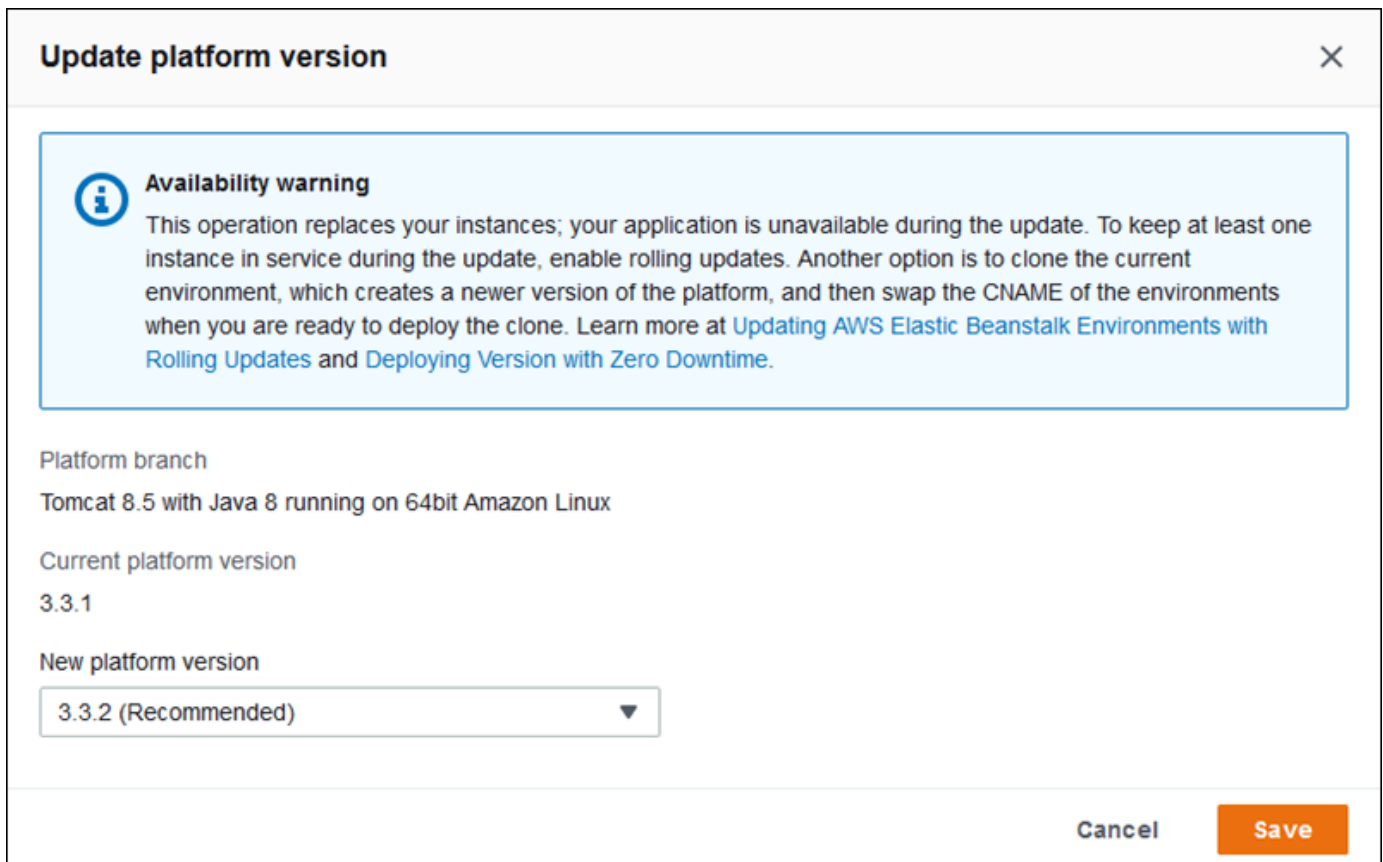 Update platform version
Availability warning
This operation replaces your instances; your application is unavailable during the update. To keep at least one
instance in service during the update, enable rolling updates. Another option is to clone the current
environment, which creates a newer version of the platform, and then swap the CNAME of the environments
when you are ready to deploy the clone. Learn more at Updating AWS Elastic Beanstalk Environments with
Rolling Updates and Deploying Version with Zero Downtime.
Platform branch
Tomcat 8.5 with Java 8 running on 64bit Amazon Linux
Current platform version
3.3.1
New platform version
3.3.2 (Recommended)
Cancel Save